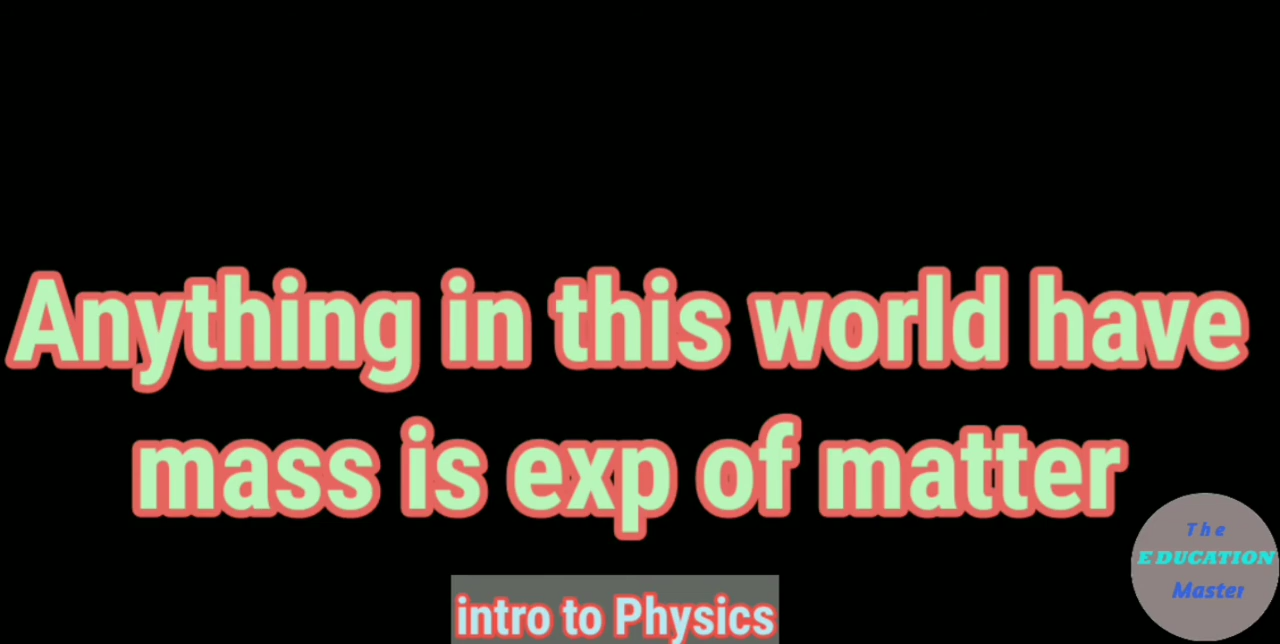 Anything in this world have
mass is exp of matter
The
EDUCATION
Master
intro to Physics